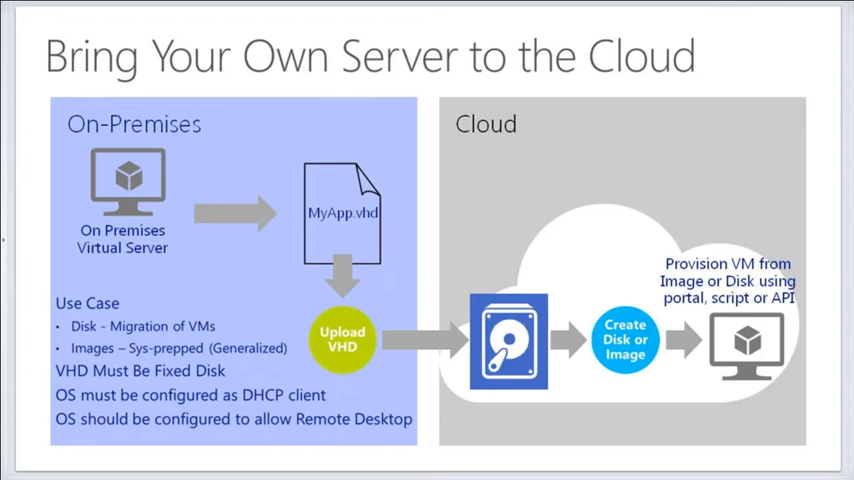 Bring Your Own Server to the Cloud
On-Premises
On Premises
Virtual Server
MyApp.vhd
Use Case
• Disk - Migration of VMs
• Images – Sys-prepped (Generalized)
VHD Must Be Fixed Disk
OS must be configured as DHCP client
OS should be configured to allow Remote Desktop
Upload
VHD
Cloud
Create
Disk or
Image
Provision VM from
Image or Disk using
portal, script or API